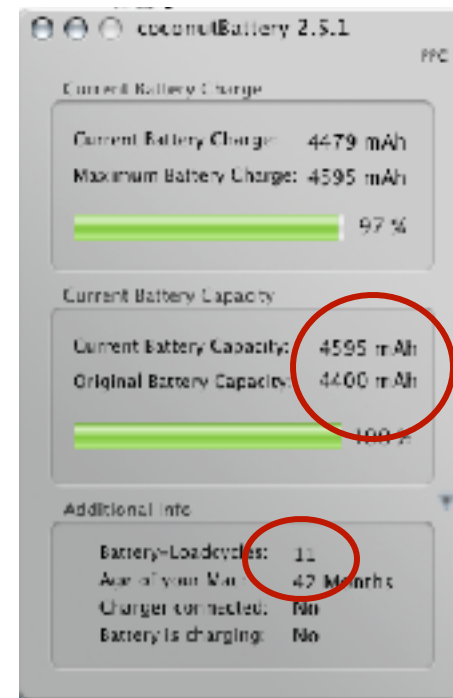 coconutBattery 2.5.1
PPC
Current Battery Charge
Current Battery Charge: 4479 mAh
Maximum Battery Charge: 4595 mAh
97 %
Current Battery Capacity
Current Battery Capacity: 4595 mAh
Original Battery Capacity: 4400 mAh
100 %
Additional Info
Battery-Loadcycles: 11
Age of your Mac: 42 Months
Charger connected: No
Battery is charging: No